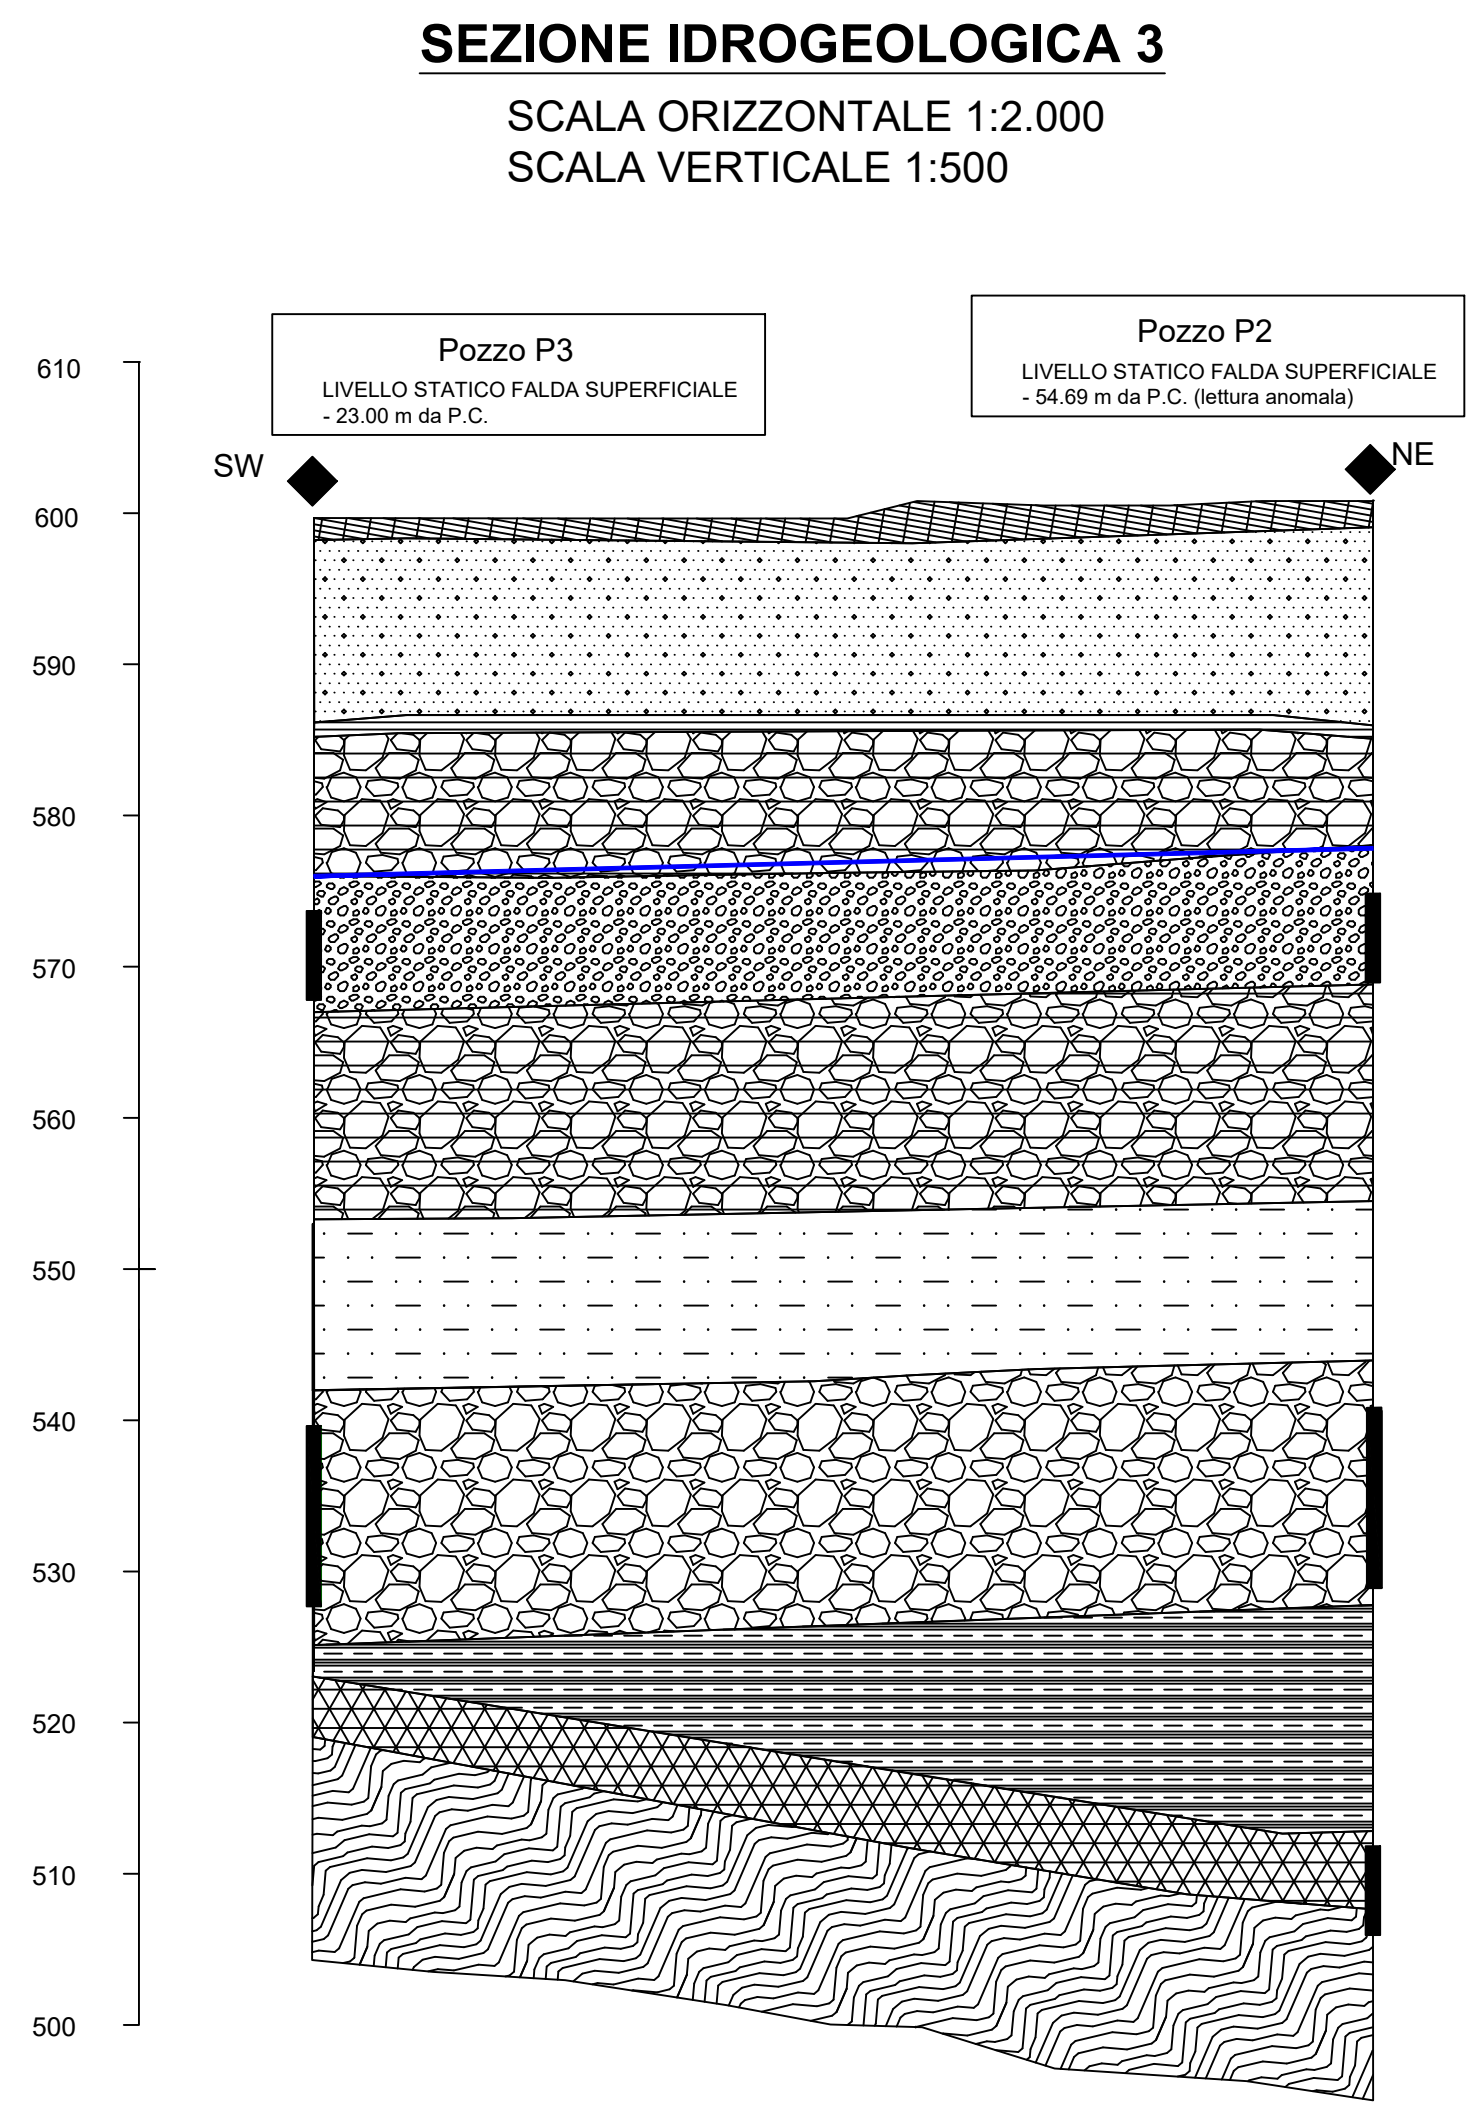 SEZIONE IDROGEOLOGICA 3
SCALA ORIZZONTALE 1:2.000
SCALA VERTICALE 1:500
Pozzo P3
LIVELLO STATICO FALDA SUPERFICIALE
- 23.00 m da P.C.
Pozzo P2
LIVELLO STATICO FALDA SUPERFICIALE
- 54.69 m da P.C. (lettura anomala)
SW
NE
610
600
590
580
570
560
550
540
530
520
510
500